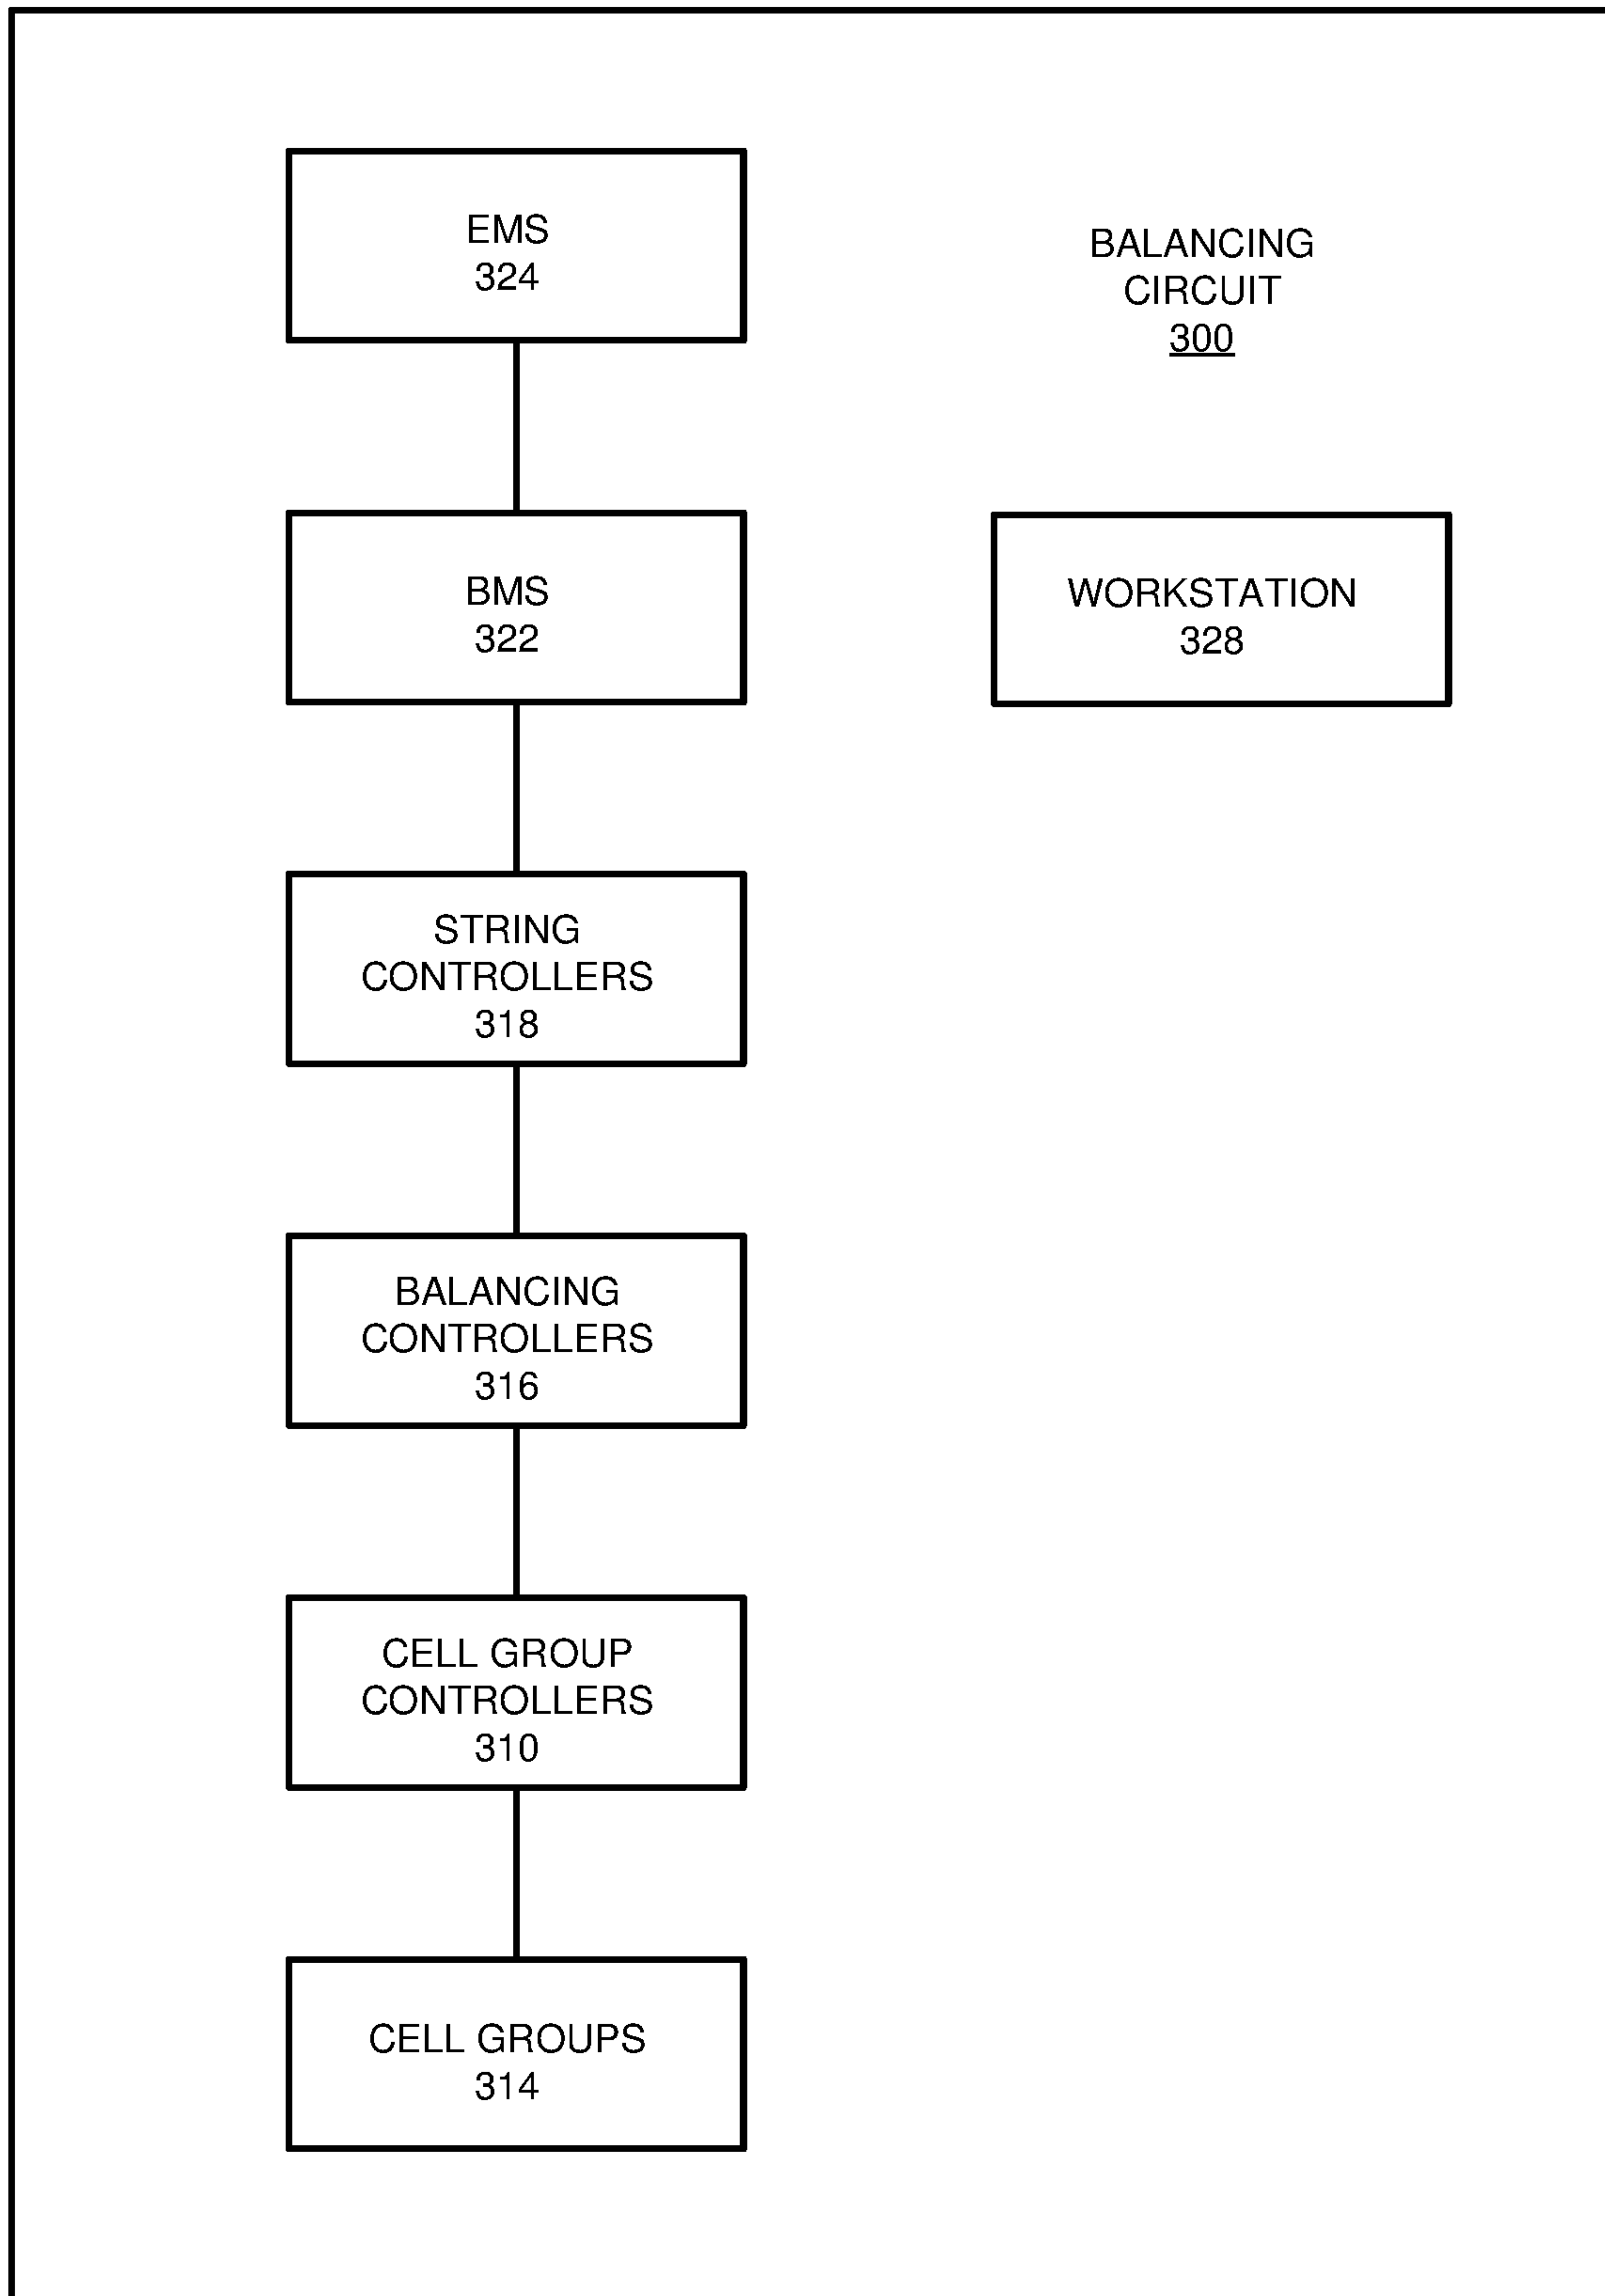 EMS
324
BALANCING
CIRCUIT
300
BMS
322
WORKSTATION
328
STRING
CONTROLLERS
318
BALANCING
CONTROLLERS
316
CELL GROUP
CONTROLLERS
310
CELL GROUPS
314